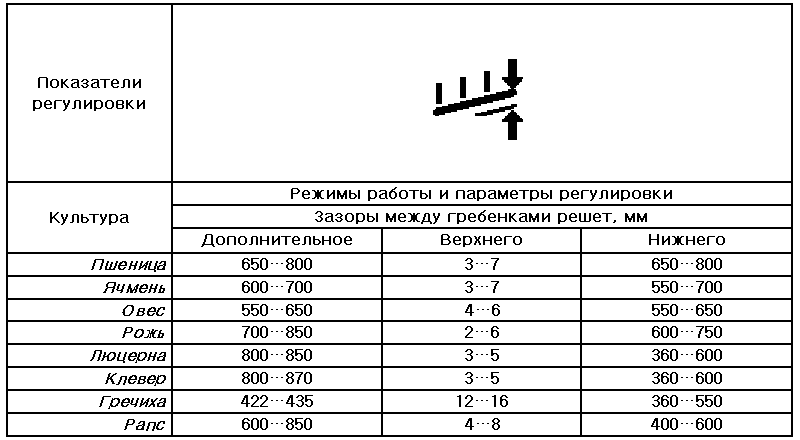 Показатели
регулировки
Культура
Режимы работы и параметры регулировки
Зазоры между гребенками решет, мм
Дополнительное Верхнего Нижнего
Пшеница 650···800 3···7 650···800
Ячмень 600···700 3···7 550···700
Овес 550···650 4···6 550···650
Рожь 700···850 2···6 600···750
Люцерна 800···850 3···5 360···600
Клевер 800···870 3···5 360···600
Гречиха 422···435 12···16 360···550
Рапс 600···850 4···8 400···600